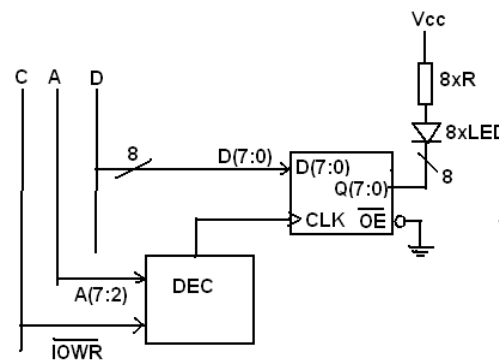 Vcc
C A D
8xR
8xLED
8
8
D(7:0)
D(7:0)
Q(7:0)
CLK
OE
DEC
A(7:2)
IOWR